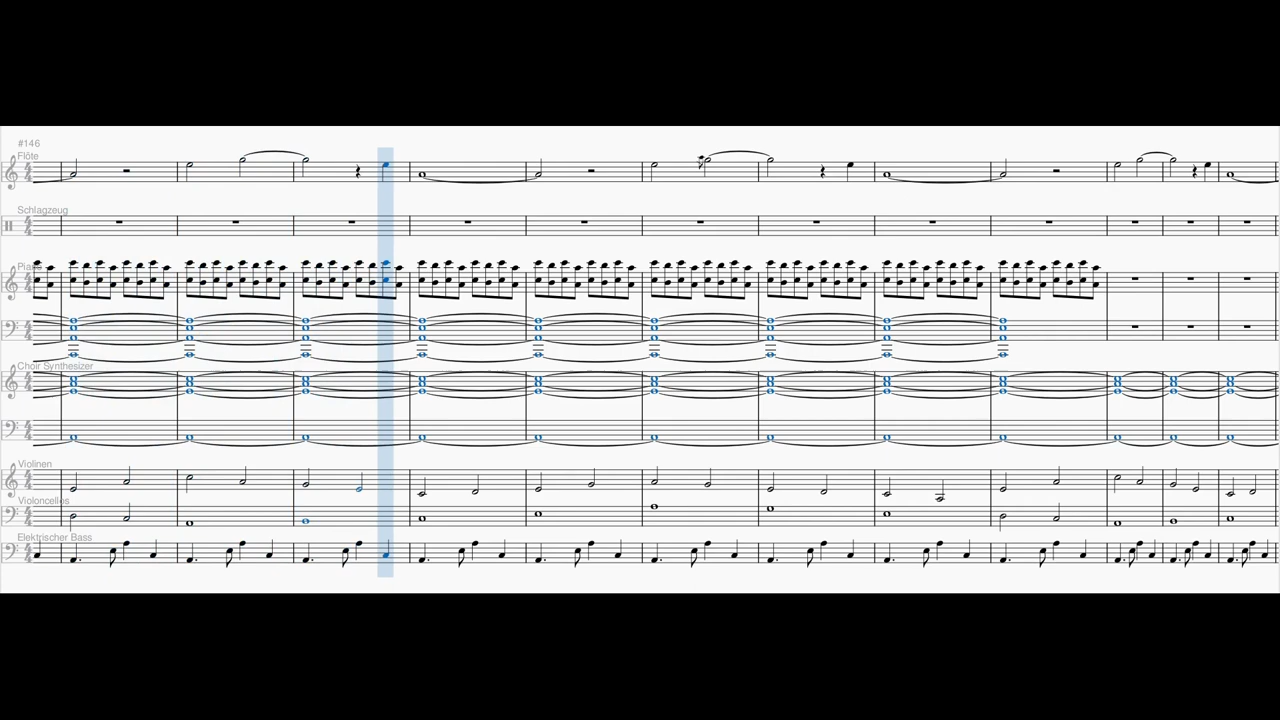 #146
Flöte
Schlagzeug
Piano
Choir Synthesizer
Violinen
Violoncellos
Elektrischer Bass